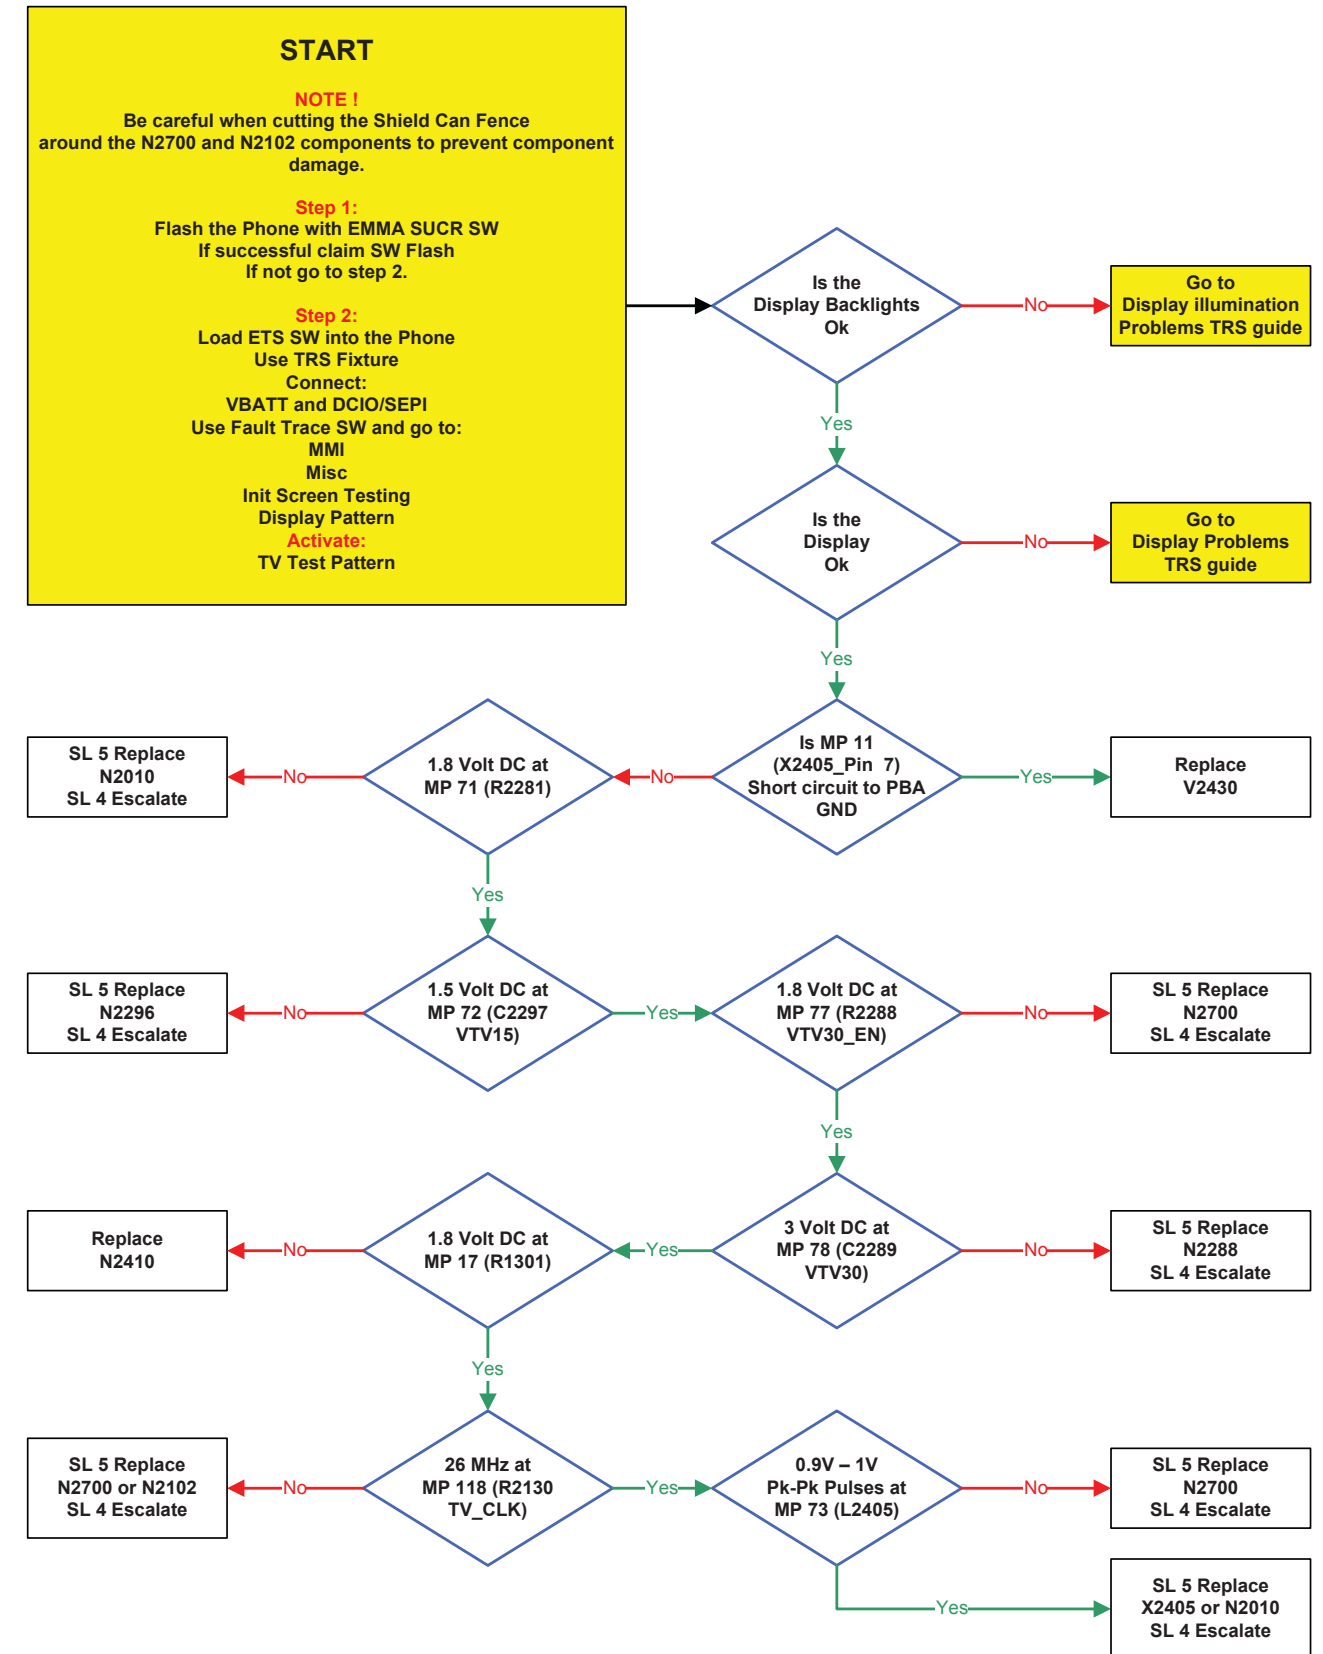 START
NOTE !
Be careful when cutting the Shield Can Fence
around the N2700 and N2102 components to prevent component
damage.
Step 1:
Flash the Phone with EMMA SUCR SW
If successful claim SW Flash
If not go to step 2.
Step 2:
Load ETS SW into the Phone
Use TRS Fixture
Connect:
VBATT and DCIO/SEPI
Use Fault Trace SW and go to:
MMI
Misc
Init Screen Testing
Display Pattern
Activate:
TV Test Pattern
Is the
Display Backlights
Ok
No
Go to
Display illumination
Problems TRS guide
Yes
Is the
Display
Ok
No
Go to
Display Problems
TRS guide
Yes
Is MP 11
(X2405_Pin 7)
Short circuit to PBA
GND
Yes
Replace
V2430
No
1.8 Volt DC at
MP 71 (R2281)
No
SL 5 Replace
N2010
SL 4 Escalate
Yes
1.5 Volt DC at
MP 72 (C2297
VTV15)
No
SL 5 Replace
N2296
SL 4 Escalate
Yes
1.8 Volt DC at
MP 77 (R2288
VTV30_EN)
No
SL 5 Replace
N2700
SL 4 Escalate
Yes
3 Volt DC at
MP 78 (C2289
VTV30)
No
SL 5 Replace
N2288
SL 4 Escalate
Yes
1.8 Volt DC at
MP 17 (R1301)
No
Replace
N2410
Yes
26 MHz at
MP 118 (R2130
TV_CLK)
No
SL 5 Replace
N2700 or N2102
SL 4 Escalate
Yes
0.9V – 1V
Pk-Pk Pulses at
MP 73 (L2405)
No
SL 5 Replace
N2700
SL 4 Escalate
Yes
SL 5 Replace
X2405 or N2010
SL 4 Escalate